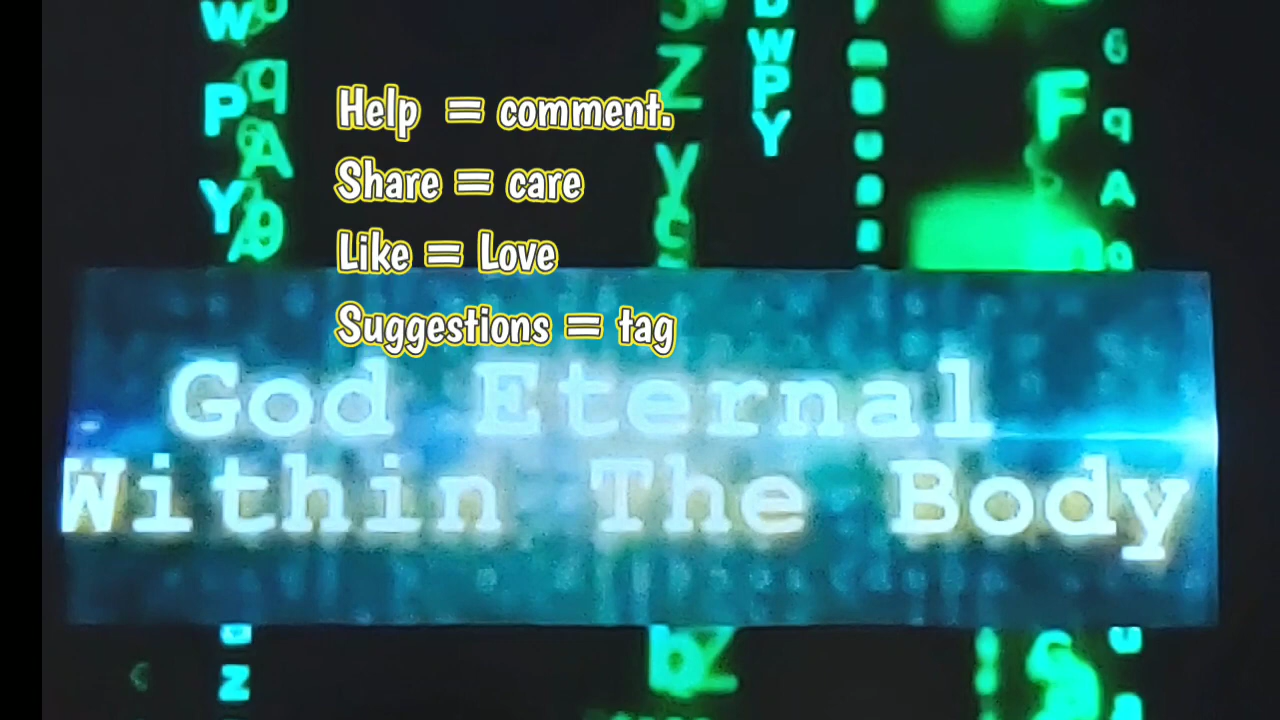 Help = comment.
Share = care
Like = Love
Suggestions = tag
God Eternal
Within The Body